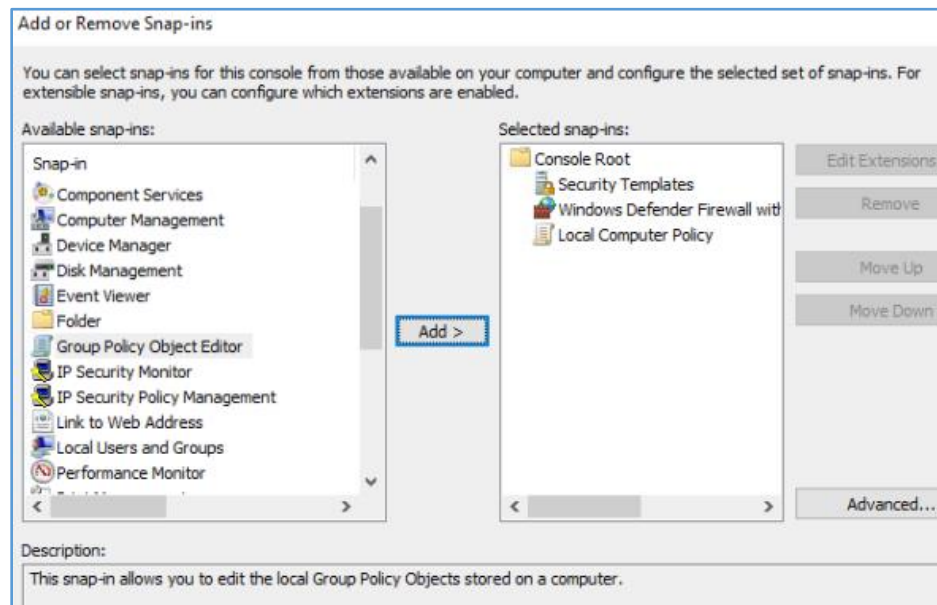 Add or Remove Snap-ins
You can select snap-ins for this console from those available on your computer and configure the selected set of snap-ins. For
extensible snap-ins, you can configure which extensions are enabled.
Available snap-ins:
Snap-in
Component Services
Computer Management
Device Manager
Disk Management
Event Viewer
Folder
Group Policy Object Editor
IP Security Monitor
IP Security Policy Management
Link to Web Address
Local Users and Groups
Performance Monitor
Add >
Selected snap-ins:
Console Root
Security Templates
Windows Defender Firewall with
Local Computer Policy
Edit Extensions
Remove
Move Up
Move Down
Advanced...
Description:
This snap-in allows you to edit the local Group Policy Objects stored on a computer.